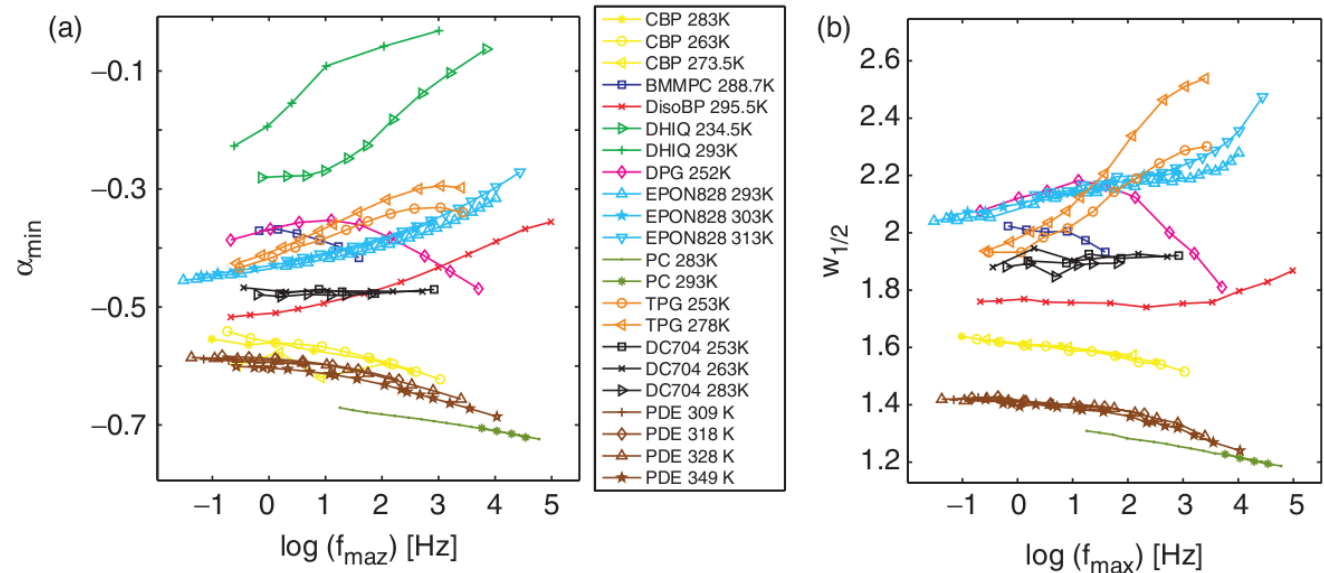 (a)
−0.1
−0.3
−0.5
−0.7
α_min
−1 0 1 2 3 4 5
log (f_maz) [Hz]
CBP 283K
CBP 263K
CBP 273.5K
BMMPC 288.7K
DisoBP 295.5K
DHIQ 234.5K
DHIQ 293K
DPG 252K
EPON828 293K
EPON828 303K
EPON828 313K
PC 283K
PC 293K
TPG 253K
TPG 278K
DC704 253K
DC704 263K
DC704 283K
PDE 309 K
PDE 318 K
PDE 328 K
PDE 349 K
(b)
2.6
2.4
2.2
2
1.8
1.6
1.4
1.2
w_1/2
−1 0 1 2 3 4 5
log (f_max) [Hz]